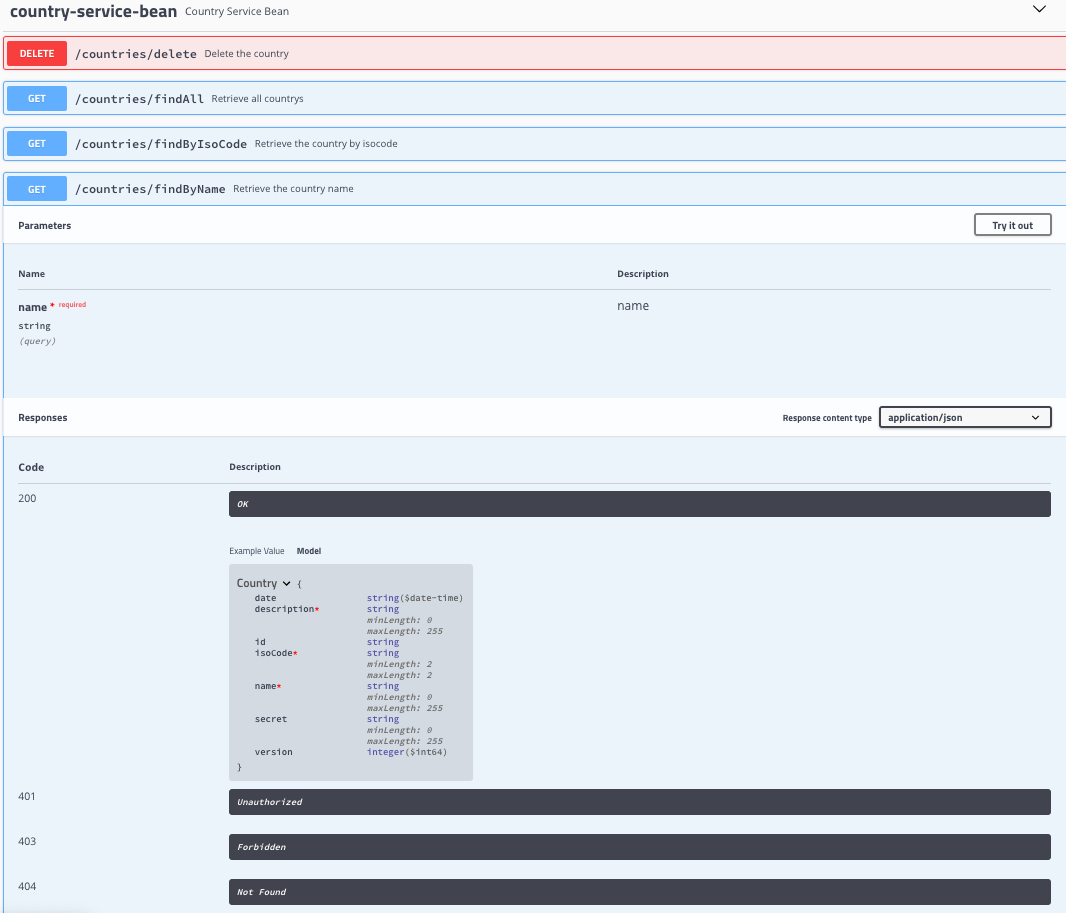 country-service-bean Country Service Bean
DELETE /countries/delete Delete the country
GET /countries/findAll Retrieve all countrys
GET /countries/findByIsoCode Retrieve the country by isocode
GET /countries/findByName Retrieve the country name
Parameters Try it out
Name Description
name * required name
string
(query)
Responses Response content type application/json
Code Description
200 OK
Example Value Model
Country {
date string($date-time)
description* string
minLength: 0
maxLength: 255
id string
isoCode* string
minLength: 2
maxLength: 2
name* string
minLength: 0
maxLength: 255
secret string
minLength: 0
maxLength: 255
version integer($int64)
}
401 Unauthorized
403 Forbidden
404 Not Found